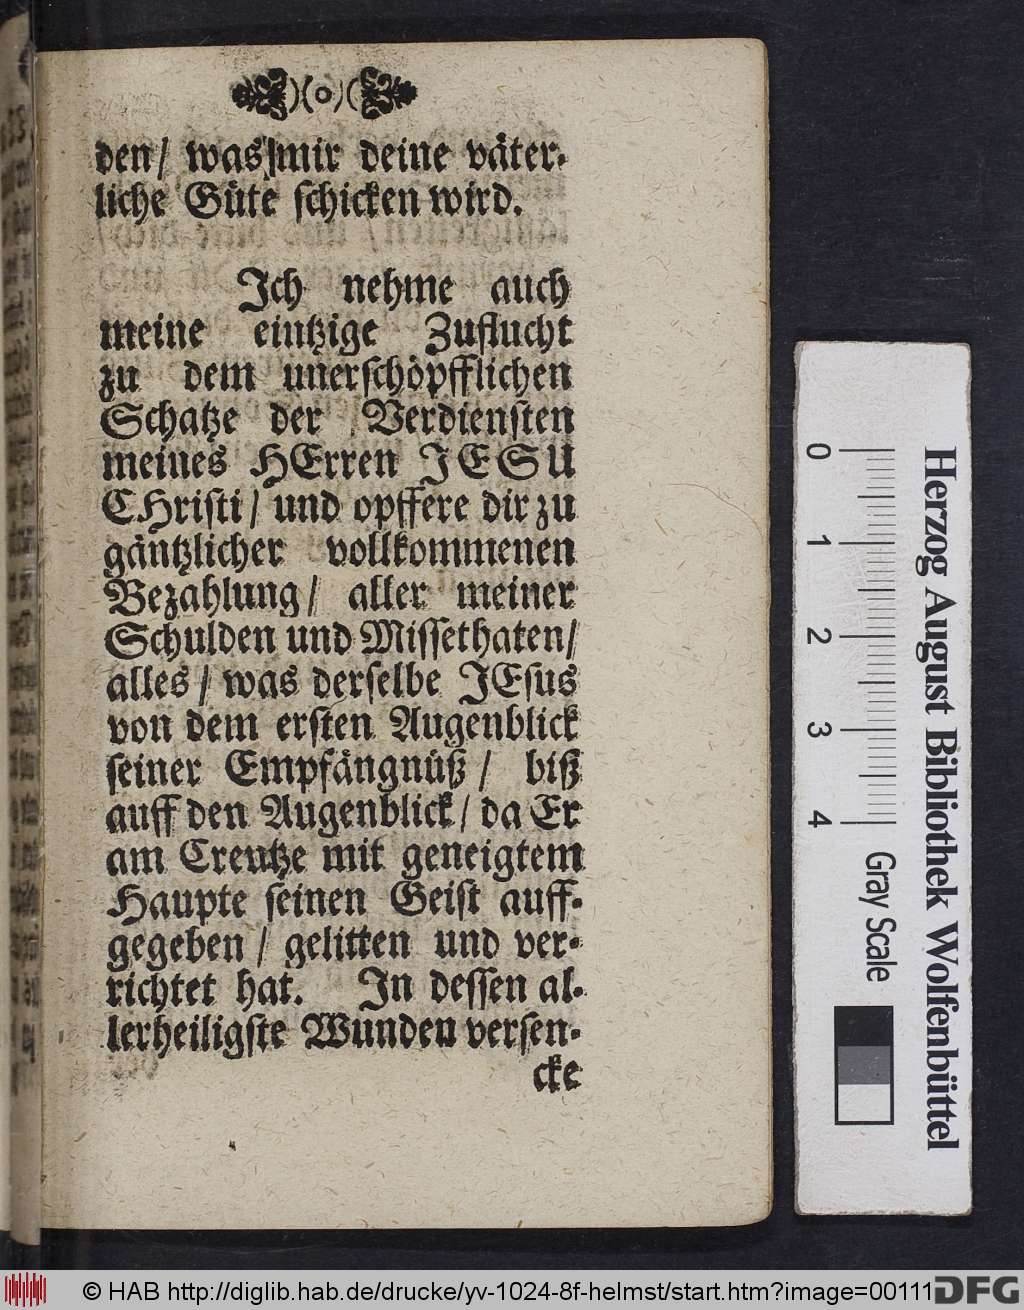 )(o)(
den/ was mir deine väter-
liche Güte schicken wird.
Ich nehme auch
meine eintzige Zuflucht
zu dem unerschöpfflichen
Schatze der Verdiensten
meines HErren JESU
CHristi/ und opffere dir zu
gäntzlicher vollkommenen
Bezahlung/ aller meiner
Schulden und Missethaten/
alles/ was derselbe JEsus
von dem ersten Augenblick
seiner Empfängnüß/ biß
auff den Augenblick/ da Er
am Creutze mit geneigtem
Haupte seinen Geist auff-
gegeben/ gelitten und ver-
richtet hat. In dessen al-
lerheiligste Wunden versen-
cke
0 1 2 3 4
Gray Scale
Herzog August Bibliothek Wolfenbüttel
© HAB http://diglib.hab.de/drucke/yv-1024-8f-helmst/start.htm?image=00111
DFG